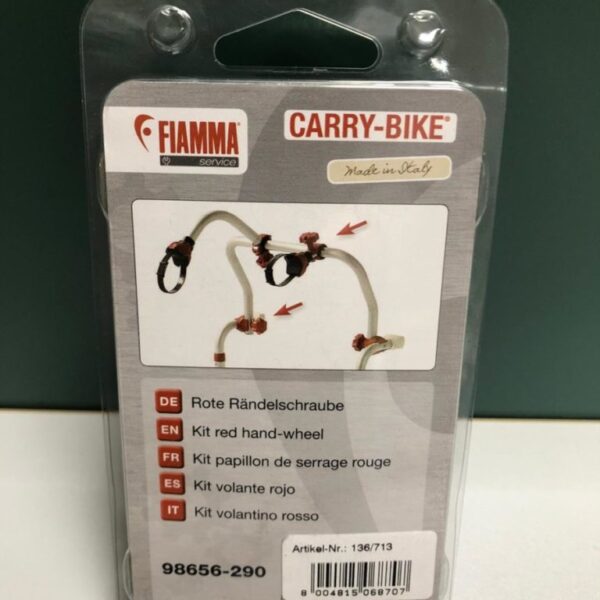 FIAMMA
service
CARRY-BIKE®
Made in Italy
DE Rote Rändelschraube
EN Kit red hand-wheel
FR Kit papillon de serrage rouge
ES Kit volante rojo
IT Kit volantino rosso
98656-290
Artikel-Nr.: 136/713
8 004815 068707